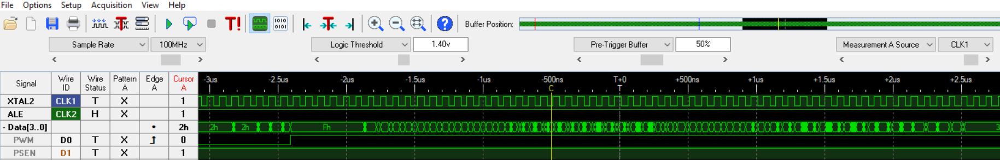 File Options Setup Acquisition View Help
T! 1010 0101 T ? Buffer Position:
Sample Rate 100MHz Logic Threshold 1.40v Pre-Trigger Buffer 50% Measurement A Source CLK1
Signal Wire ID Wire Status Pattern A Edge A Cursor A -3us -2.5us -2us -1.5us -1us -500ns T+0 +500ns +1us +1.5us +2us +2.5us
C T
XTAL2 CLK1 T X 1
ALE CLK2 H X 1
- Data[3..0] 2h 2h 2h Fh 3
PWM D0 T X 0
PSEN D1 T X 1